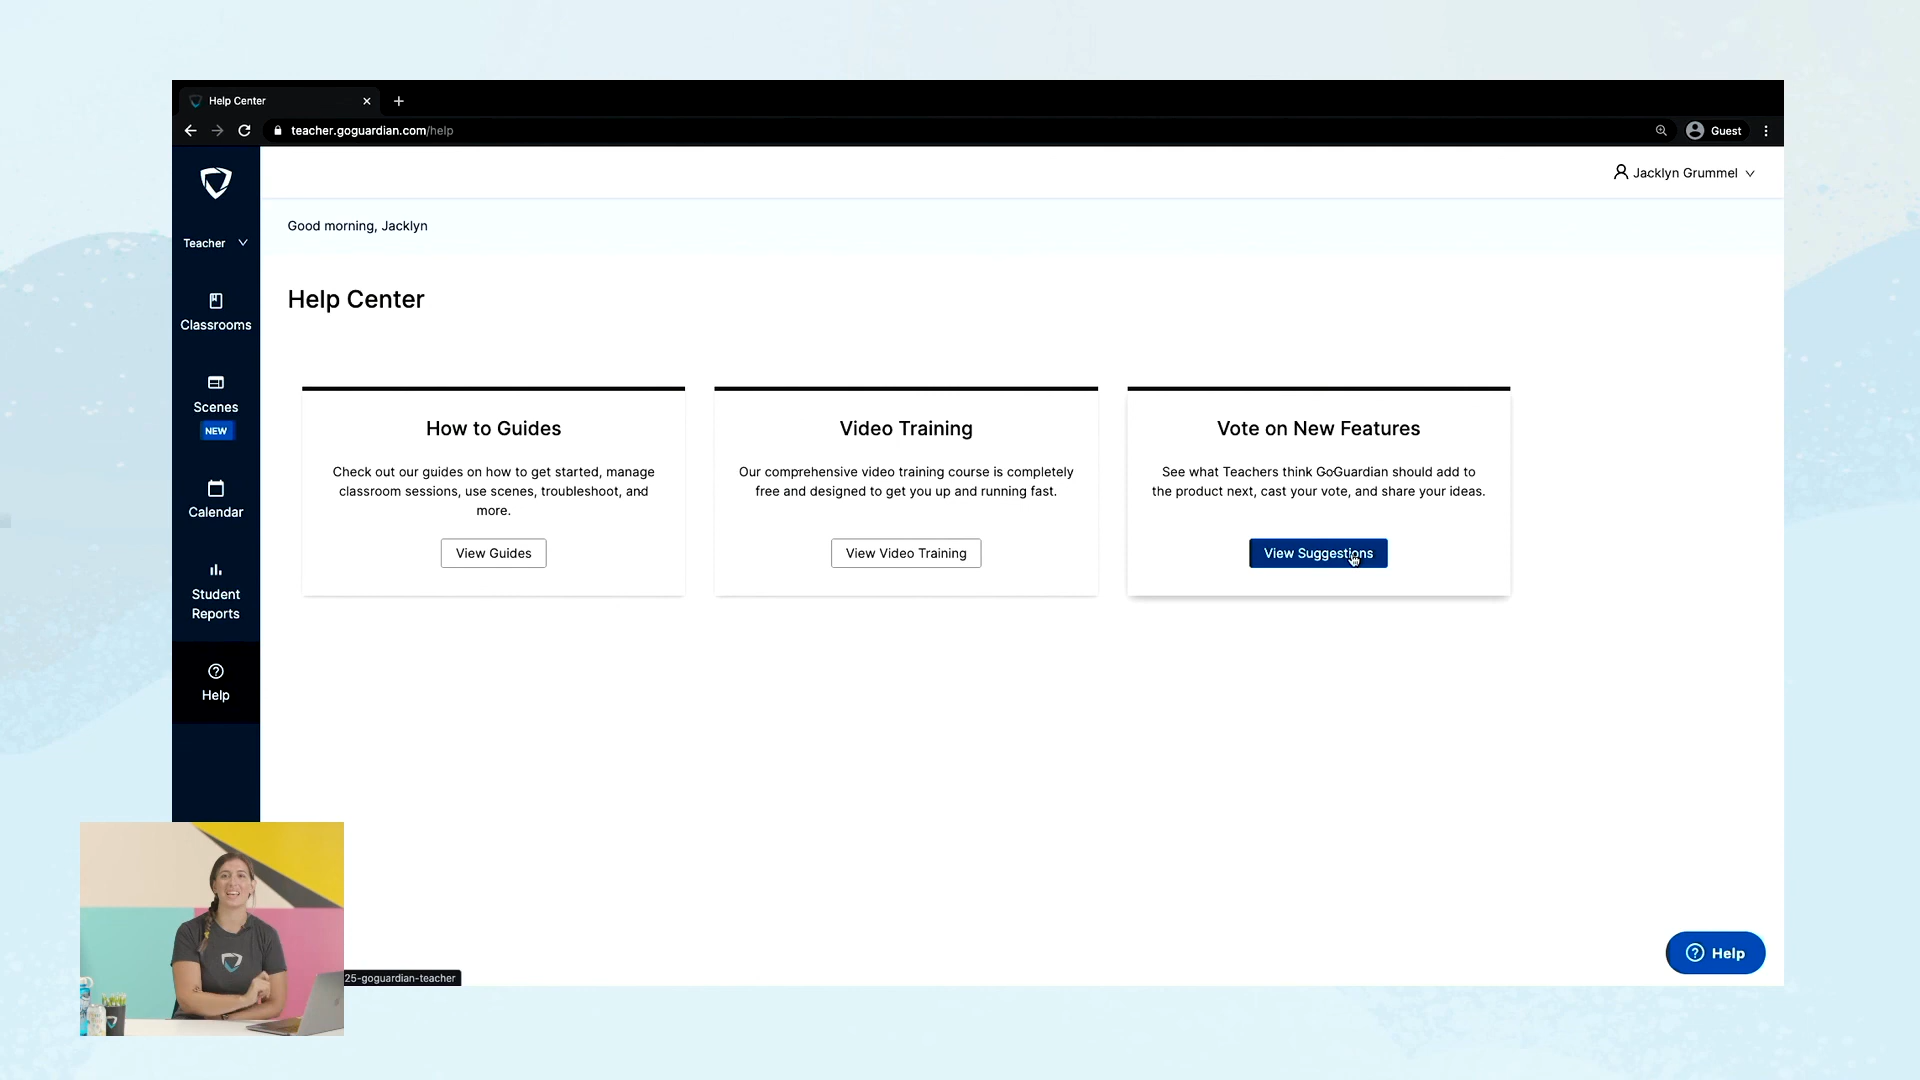 Help Center
teacher.goguardian.com/help
Guest
Jacklyn Grummel
Good morning, Jacklyn
Teacher
Classrooms
Scenes
NEW
Calendar
Student
Reports
Help
Help Center
How to Guides
Check out our guides on how to get started, manage
classroom sessions, use scenes, troubleshoot, and
more.
View Guides
Video Training
Our comprehensive video training course is completely
free and designed to get you up and running fast.
View Video Training
Vote on New Features
See what Teachers think GoGuardian should add to
the product next, cast your vote, and share your ideas.
View Suggestions
25-goguardian-teacher
Help